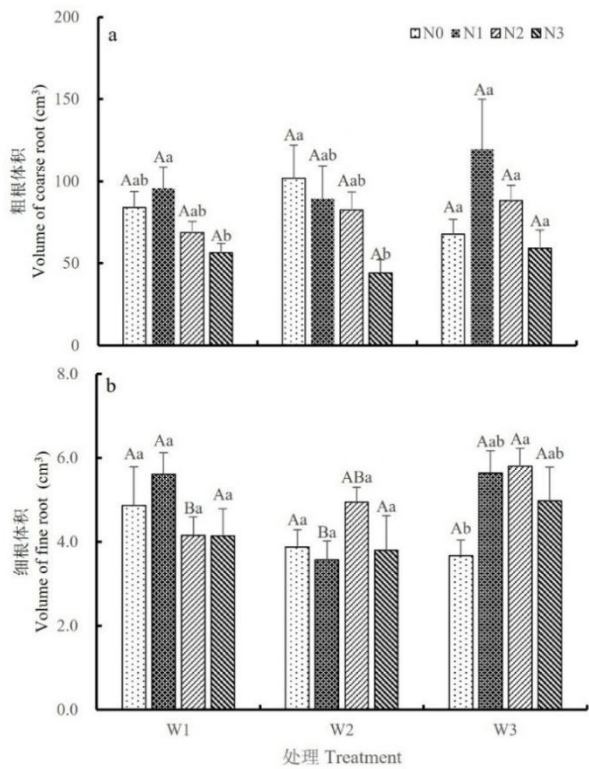 200
a
N0 N1 N2 N3
150
100
50
0
粗根体积
Volume of coarse root (cm³)
Aab Aa Aab Ab
Aa Aab Aab Ab
Aa Aa Aa Aa
8.0
b
6.0
4.0
2.0
0.0
细根体积
Volume of fine root (cm³)
Aa Aa Ba Aa
Aa Ba ABa Aa
Ab Aab Aa Aab
W1 W2 W3
处理 Treatment